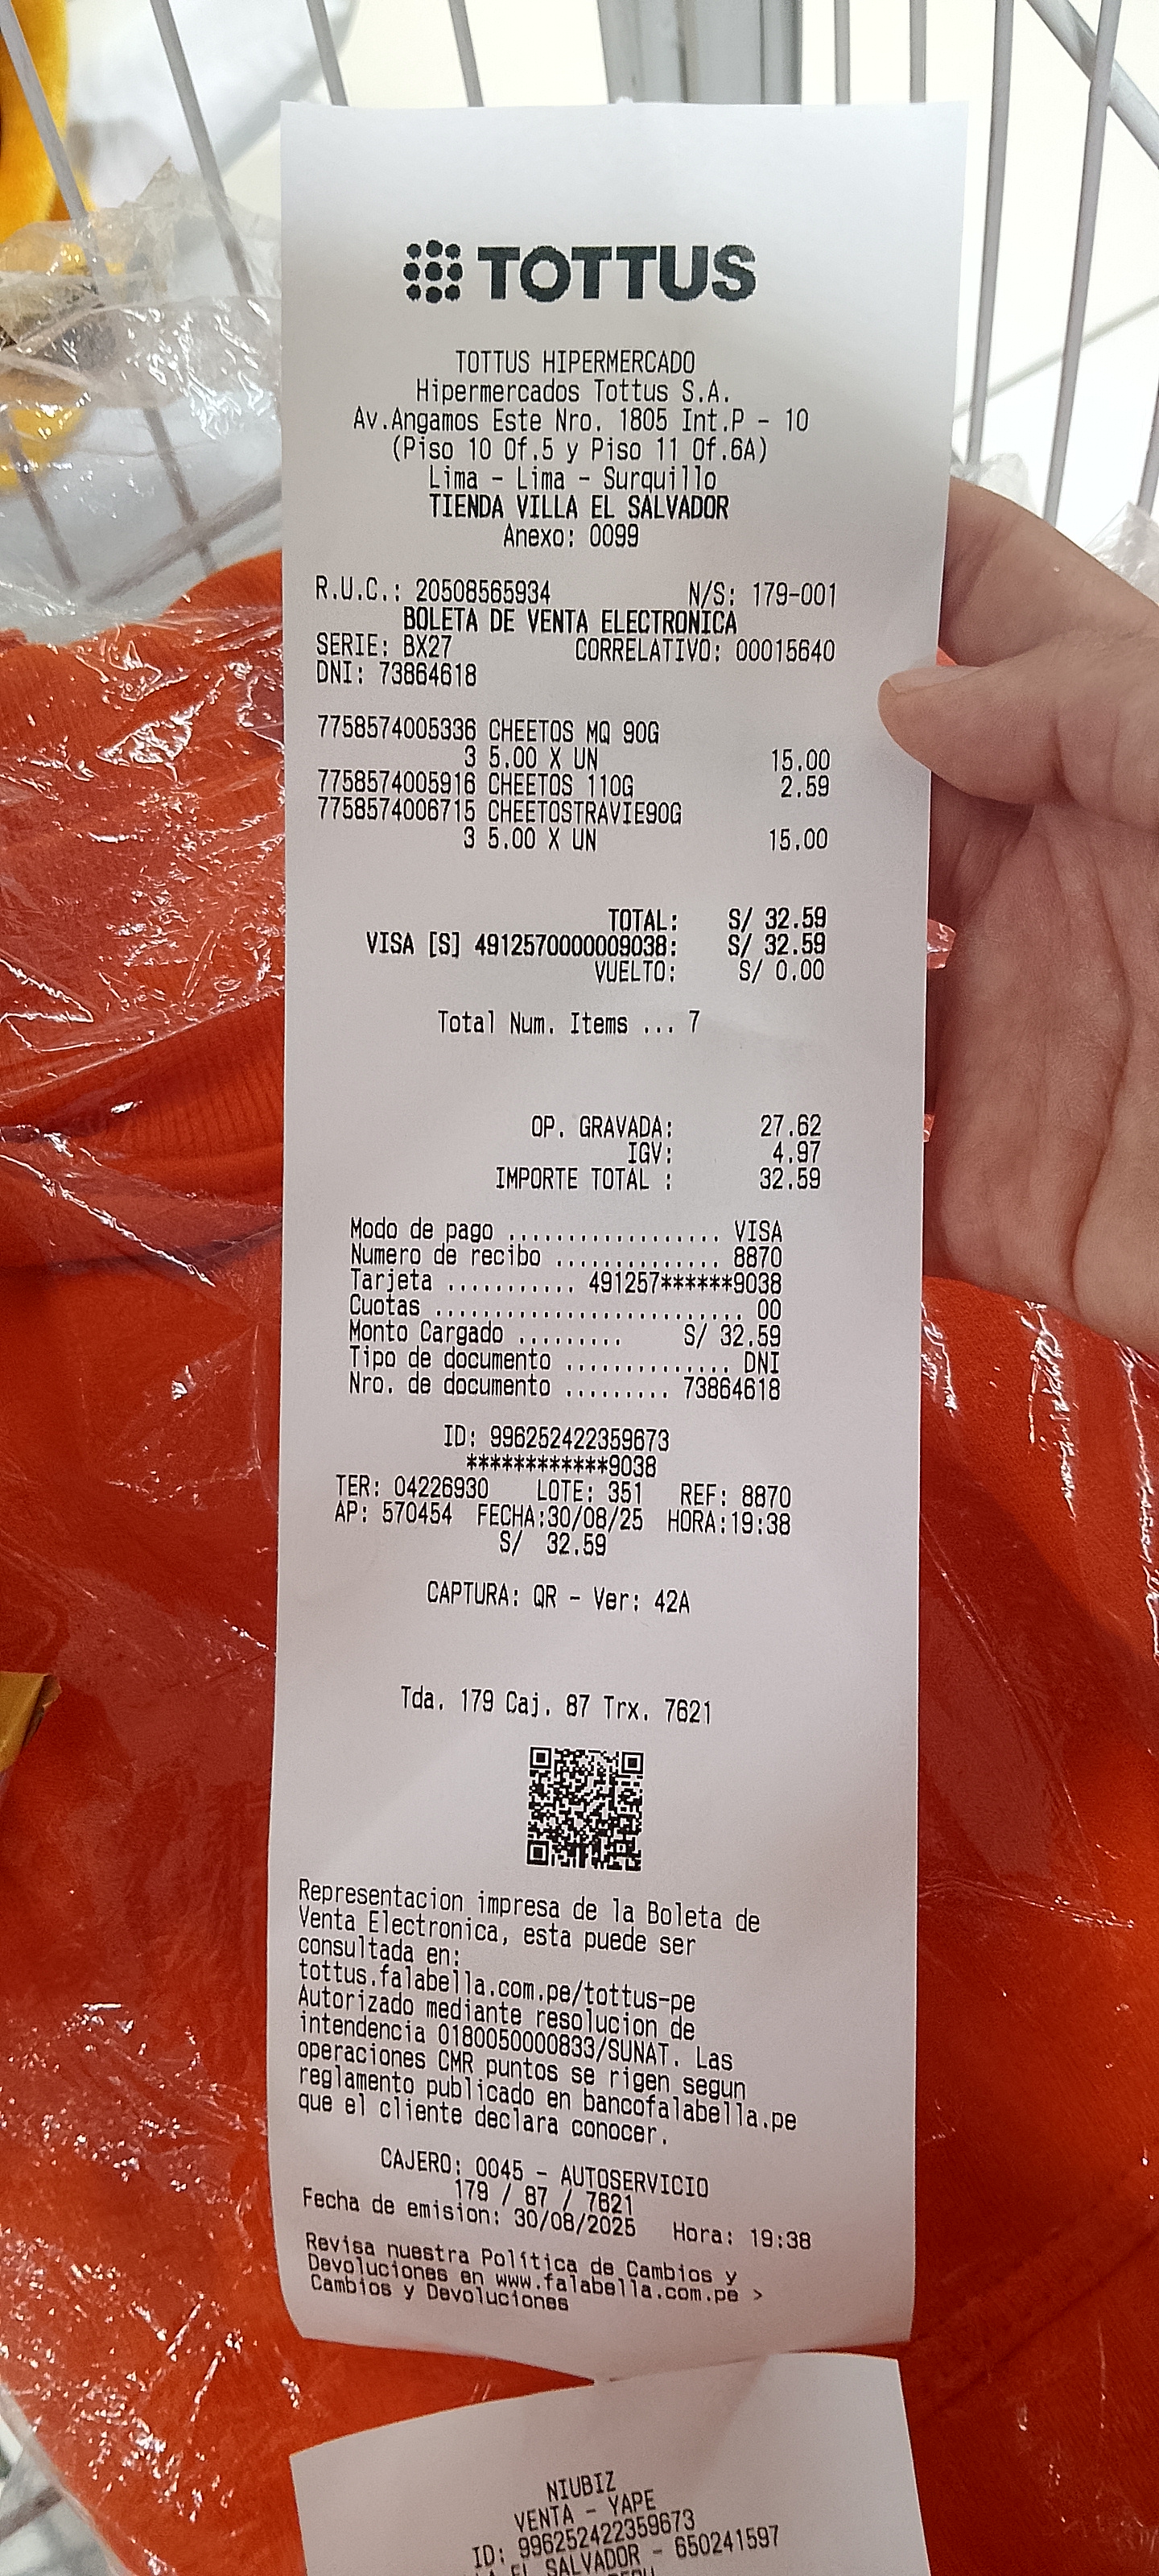 TOTTUS
TOTTUS HIPERMERCADO
Hipermercados Tottus S.A.
Av.Angamos Este Nro. 1805 Int.P - 10
(Piso 10 Of.5 y Piso 11 Of.6A)
Lima - Lima - Surquillo
TIENDA VILLA EL SALVADOR
Anexo: 0099
R.U.C.: 20508565934 N/S: 179-001
BOLETA DE VENTA ELECTRONICA
SERIE: BX27 CORRELATIVO: 00015640
DNI: 73864618
7758574005336 CHEETOS MQ 90G
3 5.00 X UN 15.00
7758574005916 CHEETOS 110G 2.59
7758574006715 CHEETOSTRAVIE90G
3 5.00 X UN 15.00
TOTAL: S/ 32.59
VISA [S] 4912570000009038: S/ 32.59
VUELTO: S/ 0.00
Total Num. Items ... 7
OP. GRAVADA: 27.62
IGV: 4.97
IMPORTE TOTAL : 32.59
Modo de pago .................. VISA
Numero de recibo .............. 8870
Tarjeta ........... 491257******9038
Cuotas .......................... 00
Monto Cargado ......... S/ 32.59
Tipo de documento .............. DNI
Nro. de documento ......... 73864618
ID: 996252422359673
************9038
TER: 04226930 LOTE: 351 REF: 8870
AP: 570454 FECHA:30/08/25 HORA:19:38
S/ 32.59
CAPTURA: QR - Ver: 42A
Tda. 179 Caj. 87 Trx. 7621
Representacion impresa de la Boleta de
Venta Electronica, esta puede ser
consultada en:
tottus.falabella.com.pe/tottus-pe
Autorizado mediante resolucion de
intendencia 0180050000833/SUNAT. Las
operaciones CMR puntos se rigen segun
reglamento publicado en bancofalabella.pe
que el cliente declara conocer.
CAJERO: 0045 - AUTOSERVICIO
179 / 87 / 7621
Fecha de emision: 30/08/2025 Hora: 19:38
Revisa nuestra Política de Cambios y
Devoluciones en www.falabella.com.pe >
Cambios y Devoluciones
NIUBIZ
VENTA - YAPE
ID: 996252422359673
EL SALVADOR - 650241597